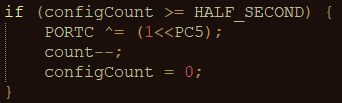 if (configCount >= HALF_SECOND) {
    PORTC ^= (1<<PC5);
    count--;
    configCount = 0;
}